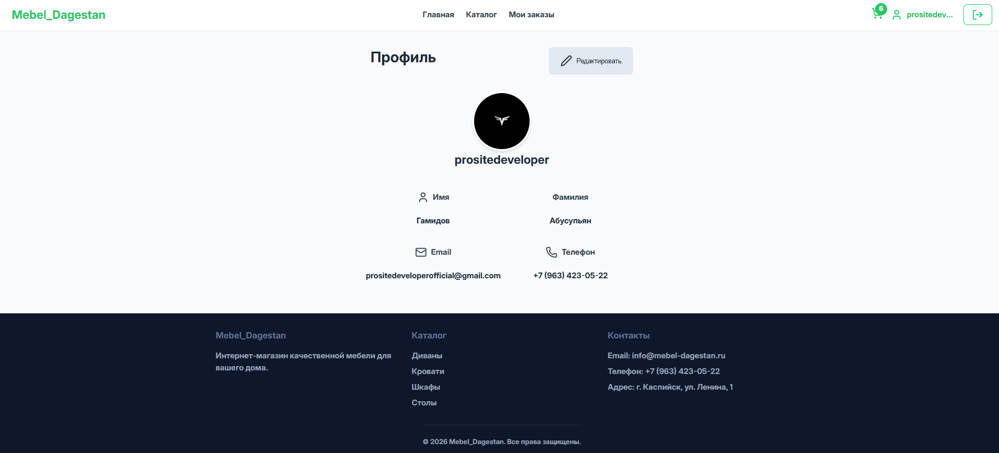 Mebel_Dagestan
Главная Каталог Мои заказы
6
prositedev...
Профиль
Редактировать
prositedeveloper
Имя
Фамилия
Гамидов
Абусупьян
Email
Телефон
prositedeveloperofficial@gmail.com
+7 (963) 423-05-22
Mebel_Dagestan
Интернет-магазин качественной мебели для
вашего дома.
Каталог
Диваны
Кровати
Шкафы
Столы
Контакты
Email: info@mebel-dagestan.ru
Телефон: +7 (963) 423-05-22
Адрес: г. Каспийск, ул. Ленина, 1
© 2026 Mebel_Dagestan. Все права защищены.